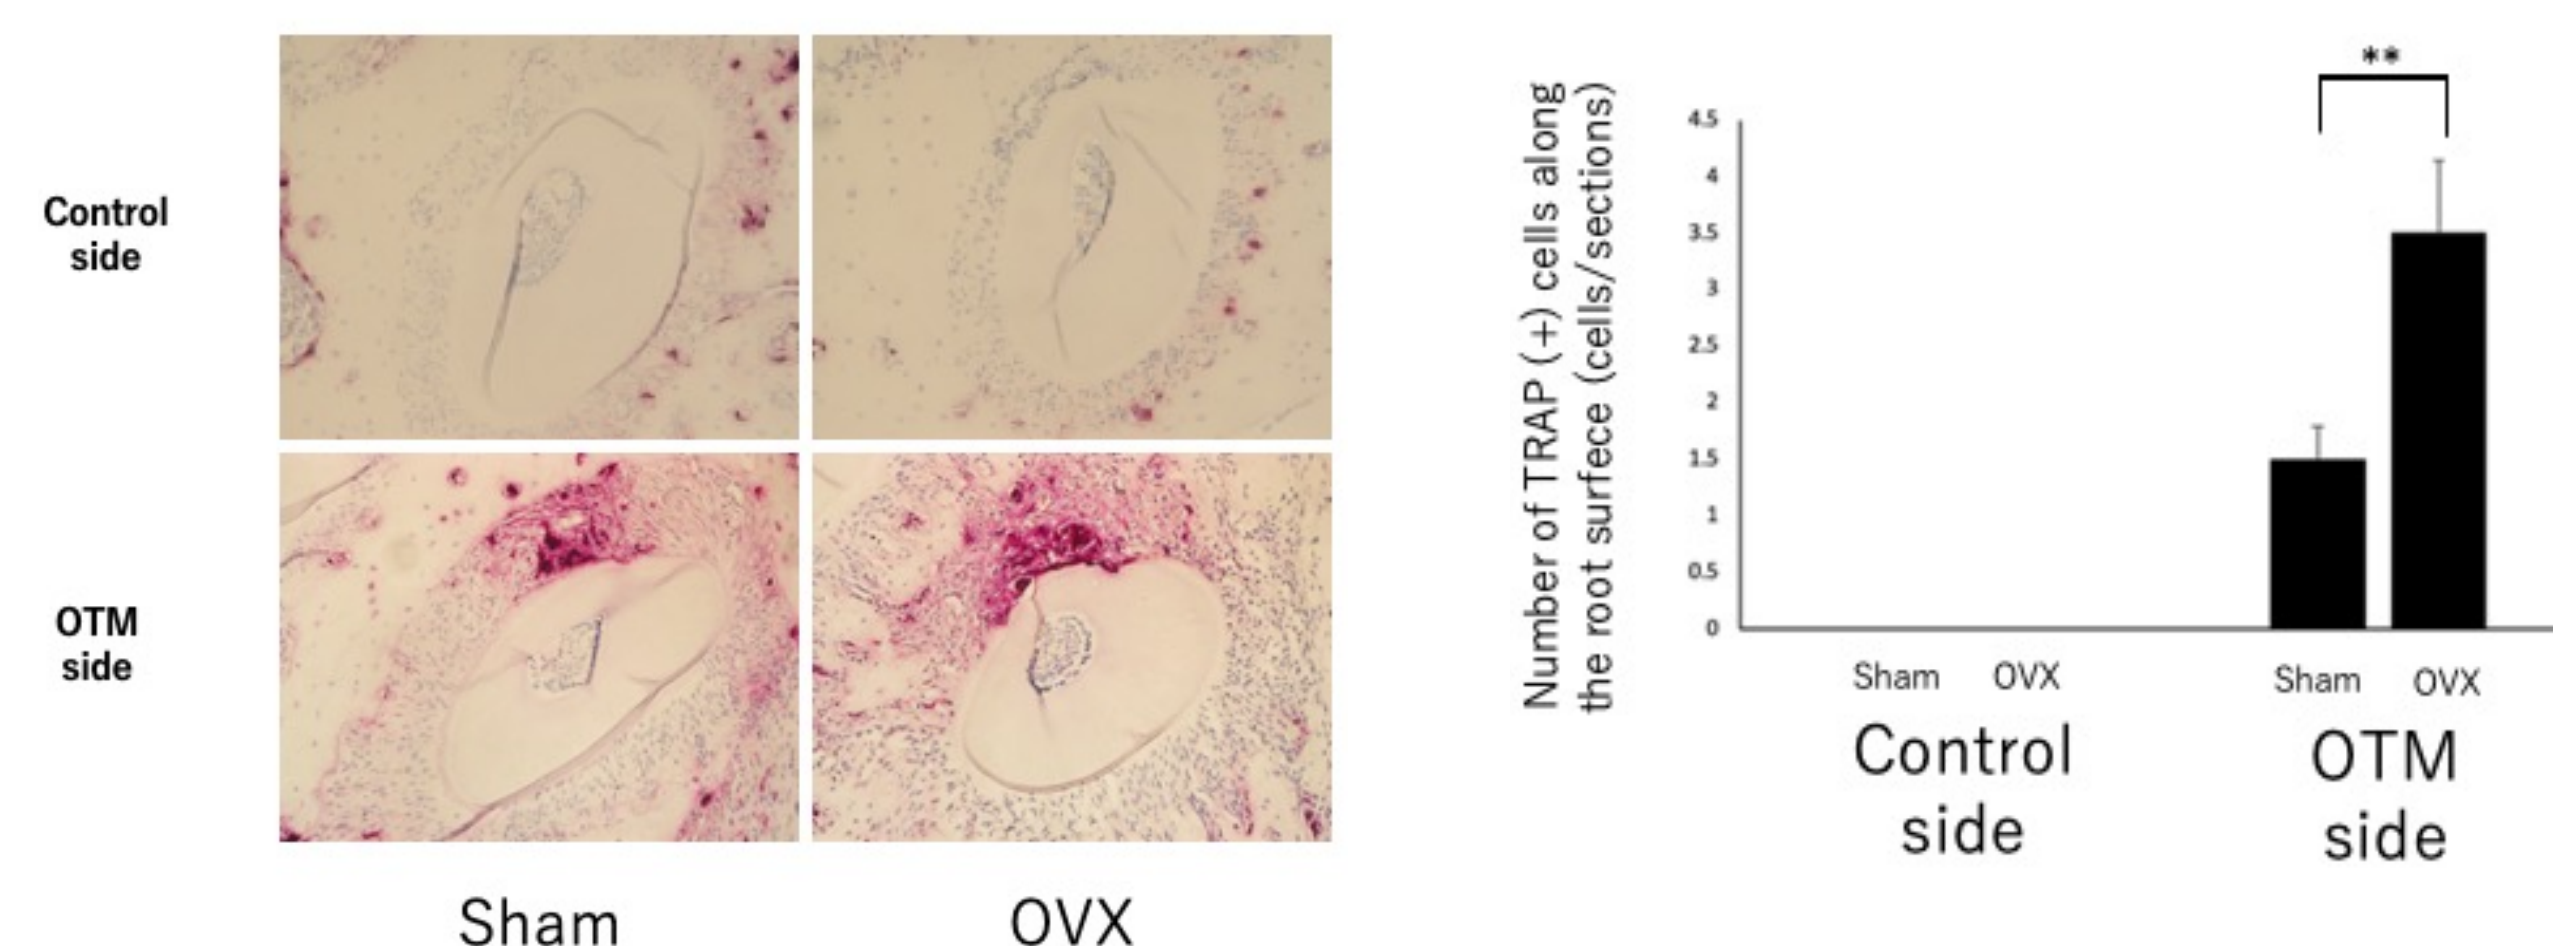 Control
side
OTM
side
Sham
OVX
Number of TRAP (+) cells along
the root surfece (cells/sections)
**
4.5
4
3.5
3
2.5
2
1.5
1
0.5
0
Sham
OVX
Sham
OVX
Control
side
OTM
side